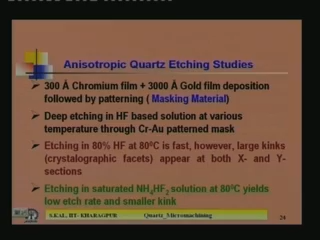 Anisotropic Quartz Etching Studies
300 Å Chromium film + 3000 Å Gold film deposition
followed by patterning ( Masking Material)
Deep etching in HF based solution at various
temperature through Cr-Au patterned mask
Etching in 80% HF at 80⁰C is fast, however, large kinks
(crystalographic facets) appear at both X- and Y-
sections
Etching in saturated NH₄HF₂ solution at 80⁰C yields
low etch rate and smaller kink
S.KAL, IIT- KHARAGPUR Quartz_Micromachining 24